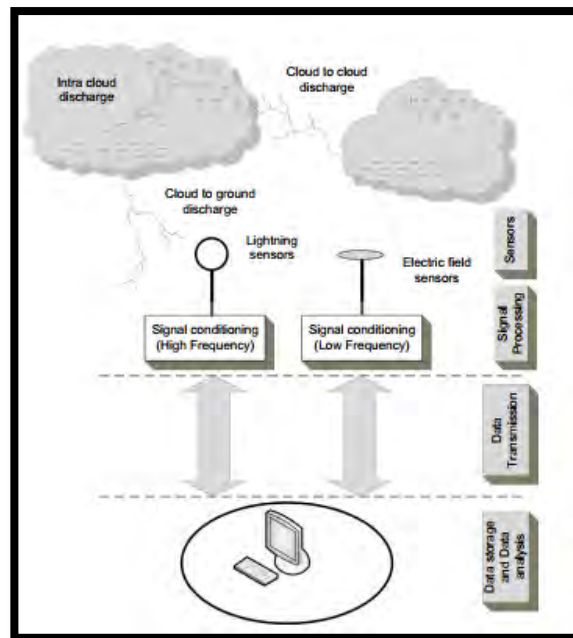 Intra cloud
discharge
Cloud to cloud
discharge
Cloud to ground
discharge
Lightning
sensors
Electric field
sensors
Sensors
Signal conditioning
(High Frequency)
Signal conditioning
(Low Frequency)
Signal
Processing
Data
Transmission
Data storage
and Data
analysis